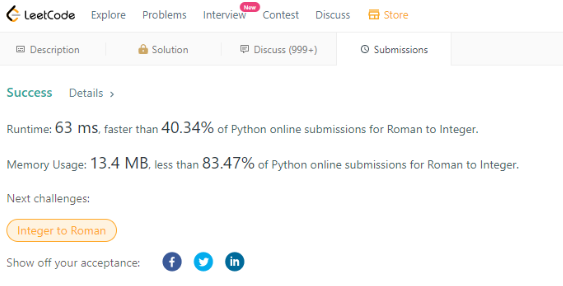 LeetCode Explore Problems Interview New Contest Discuss Store
Description Solution Discuss (999+) Submissions
Success Details >
Runtime: 63 ms, faster than 40.34% of Python online submissions for Roman to Integer.
Memory Usage: 13.4 MB, less than 83.47% of Python online submissions for Roman to Integer.
Next challenges:
Integer to Roman
Show off your acceptance: